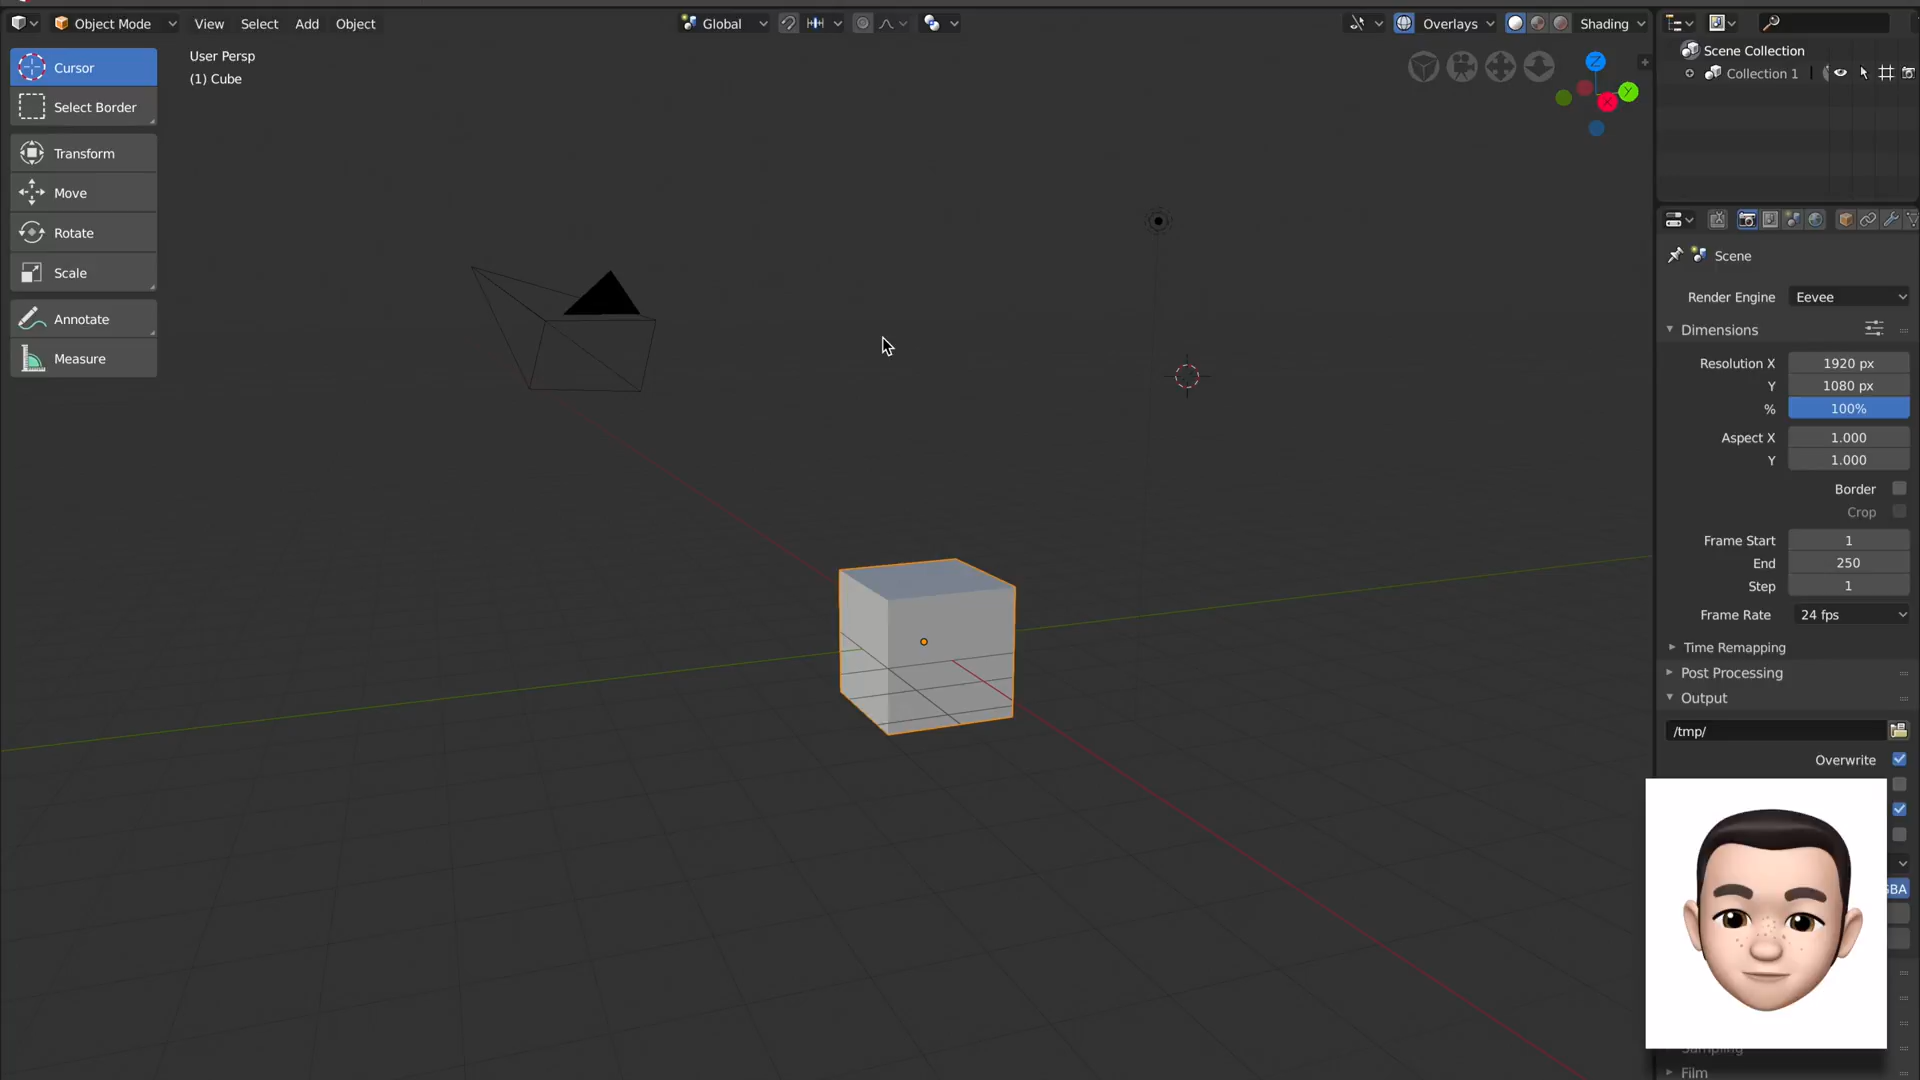 Object Mode View Select Add Object Global Overlays Shading
Cursor
Select Border
Transform
Move
Rotate
Scale
Annotate
Measure
User Persp
(1) Cube
Z
Y
X
Scene Collection
Collection 1
Scene
Render Engine Eevee
Dimensions
Resolution X 1920 px
Y 1080 px
% 100%
Aspect X 1.000
Y 1.000
Border
Crop
Frame Start 1
End 250
Step 1
Frame Rate 24 fps
Time Remapping
Post Processing
Output
/tmp/
Overwrite
BA
Sampling
Film